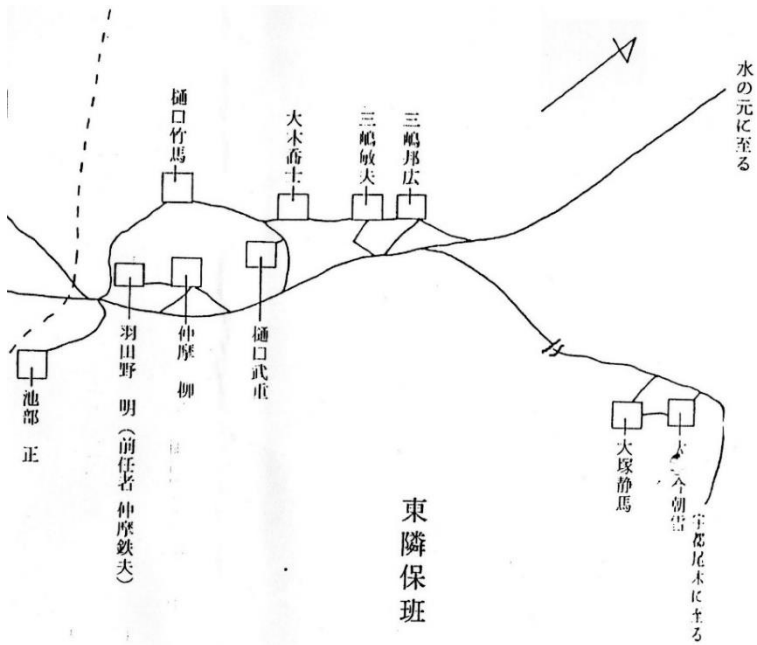 水の元に至る
三嶋邦広
三嶋敏夫
大木喬士
樋口竹馬
宇都尾木に至る
大塚静馬
樋口武重
仲摩 柳
羽田野 明(前任者 仲摩鉄夫)
池部 正
東隣保班